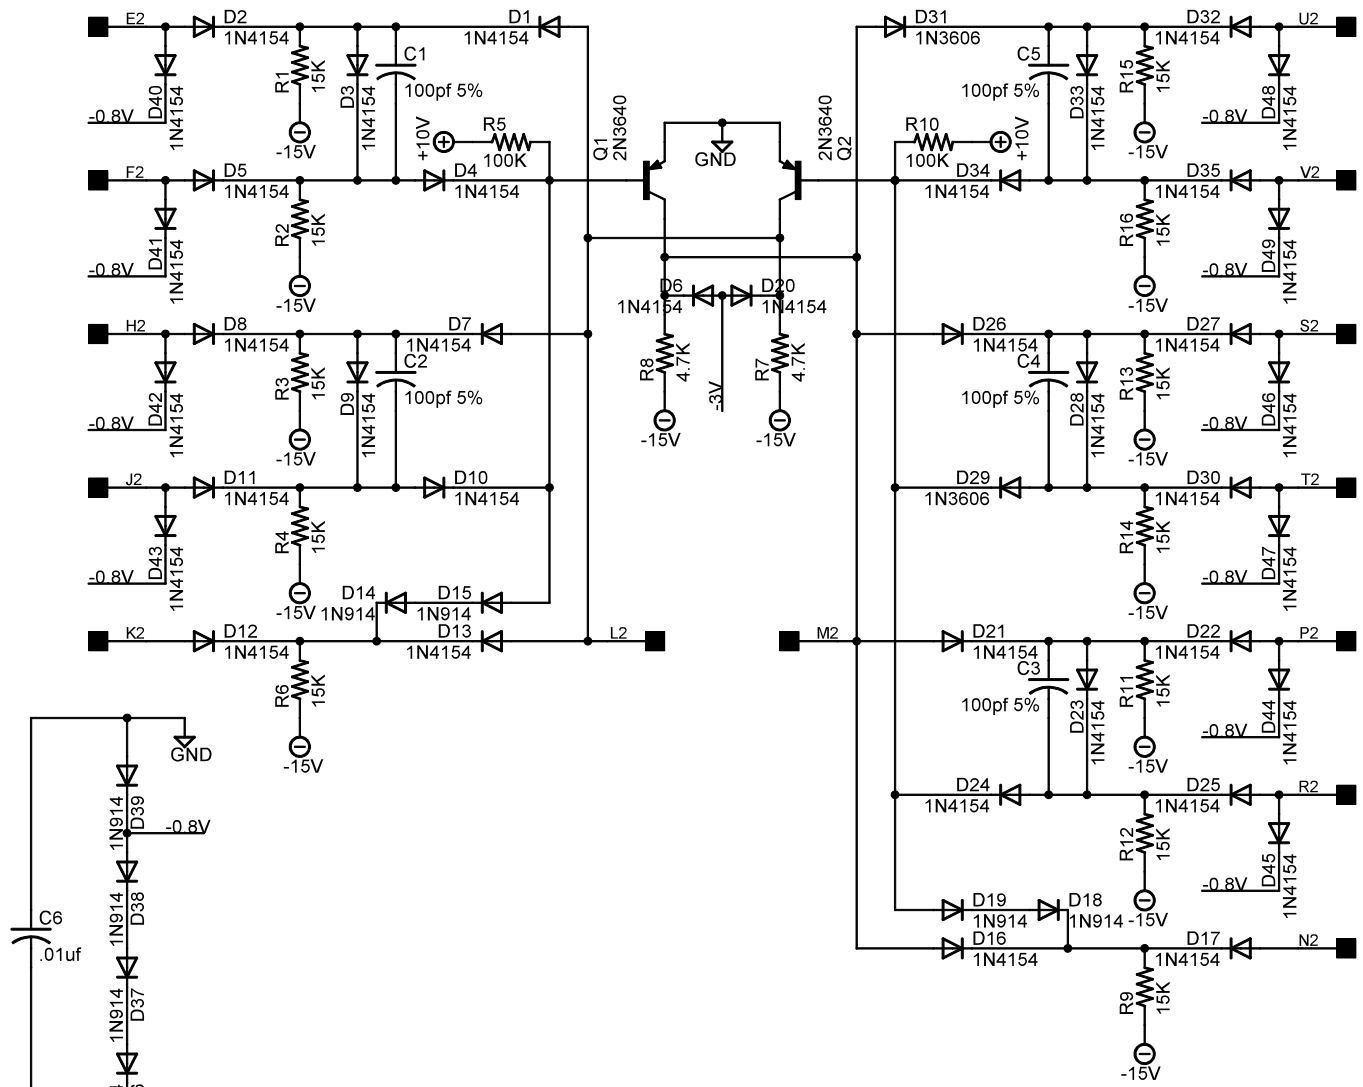 E2
D2
1N4154
D1
1N4154
D31
1N3606
D32
1N4154
U2
D40
1N4154
-0.8V
R1
15K
-15V
D3
1N4154
C1
100pf 5%
+10V
R5
100K
Q1
2N3640
GND
2N3640
Q2
R10
100K
+10V
C5
100pf 5%
D33
1N4154
R15
15K
-15V
D48
1N4154
-0.8V
F2
D5
1N4154
D4
1N4154
D34
1N4154
D35
1N4154
V2
D41
1N4154
-0.8V
R2
15K
-15V
R16
15K
-15V
D49
1N4154
-0.8V
D6
1N4154
D20
1N4154
H2
D8
1N4154
D7
1N4154
R8
4.7K
-15V
-3V
R7
4.7K
-15V
D26
1N4154
D27
1N4154
S2
D42
1N4154
-0.8V
R3
15K
-15V
D9
1N4154
C2
100pf 5%
C4
100pf 5%
D28
1N4154
R13
15K
-15V
D46
1N4154
-0.8V
J2
D11
1N4154
D10
1N4154
D29
1N3606
D30
1N4154
T2
D43
1N4154
-0.8V
R4
15K
-15V
R14
15K
-15V
D47
1N4154
-0.8V
D14
1N914
D15
1N914
K2
D12
1N4154
D13
1N4154
L2
M2
D21
1N4154
D22
1N4154
P2
R6
15K
-15V
C3
100pf 5%
D23
1N4154
R11
15K
-15V
D44
1N4154
-0.8V
GND
1N914
D39
-0.8V
D24
1N4154
D25
1N4154
R2
R12
15K
-15V
D45
1N4154
-0.8V
1N914
D38
C6
.01uf
D19
1N914
D18
1N914
D16
1N4154
D17
1N4154
N2
1N914
D37
R9
15K
-15V